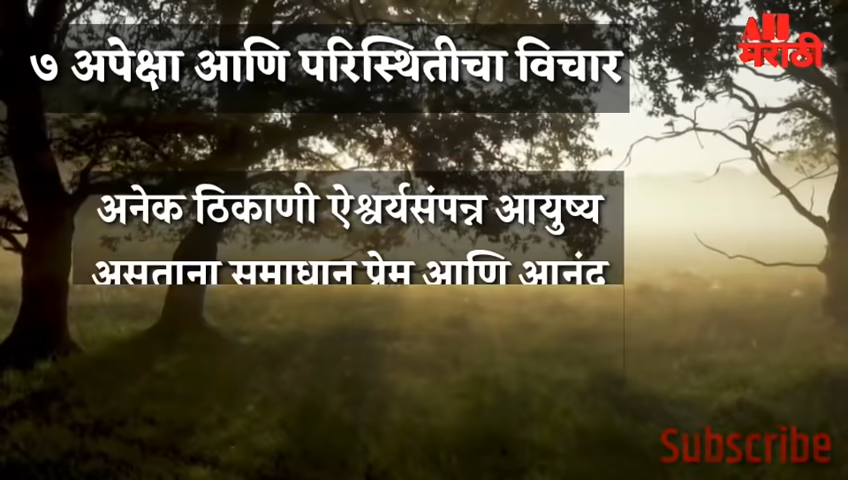 ७ अपेक्षा आणि परिस्थितीचा विचार
All
मराठी
अनेक ठिकाणी ऐश्वर्यसंपन्न आयुष्य
असताना समाधान प्रेम आणि आनंद
Subscribe